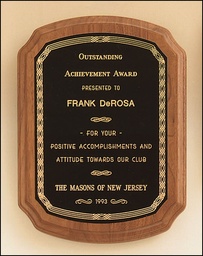 OUTSTANDING
ACHIEVEMENT AWARD
PRESENTED TO
FRANK DeROSA
- FOR YOUR -
POSITIVE ACCOMPLISHMENTS AND
ATTITUDE TOWARDS OUR CLUB
THE MASONS OF NEW JERSEY
1993